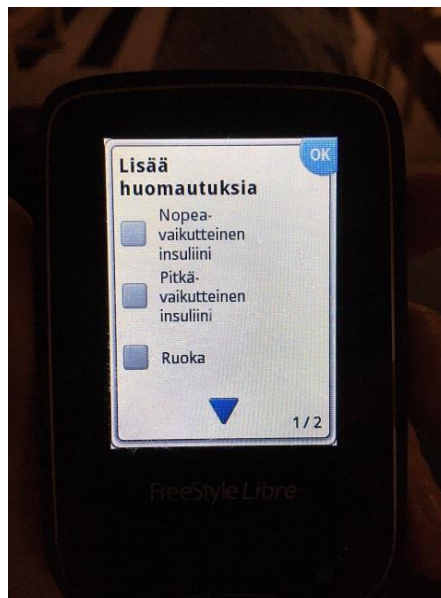 OK
Lisää
huomautuksia
Nopea-
vaikutteinen
insuliini
Pitkä-
vaikutteinen
insuliini
Ruoka
1/2
FreeStyle Libre